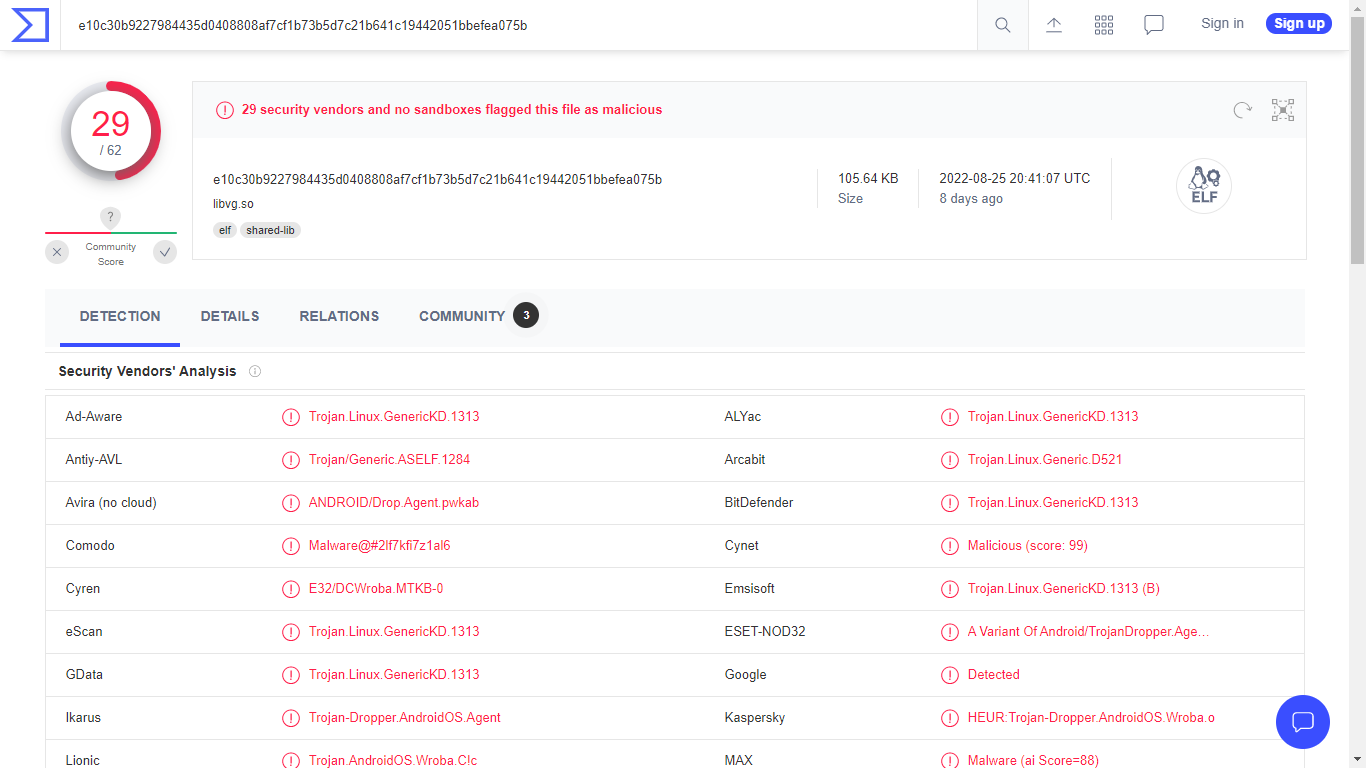 e10c30b9227984435d0408808af7cf1b73b5d7c21b641c19442051bbefea075b
Sign in
Sign up
29
/ 62
?
Community
Score
29 security vendors and no sandboxes flagged this file as malicious
e10c30b9227984435d0408808af7cf1b73b5d7c21b641c19442051bbefea075b
libvg.so
elf
shared-lib
105.64 KB
Size
2022-08-25 20:41:07 UTC
8 days ago
ELF
DETECTION
DETAILS
RELATIONS
COMMUNITY
3
Security Vendors' Analysis
Ad-Aware
Trojan.Linux.GenericKD.1313
ALYac
Trojan.Linux.GenericKD.1313
Antiy-AVL
Trojan/Generic.ASELF.1284
Arcabit
Trojan.Linux.Generic.D521
Avira (no cloud)
ANDROID/Drop.Agent.pwkab
BitDefender
Trojan.Linux.GenericKD.1313
Comodo
Malware@#2lf7kfi7z1al6
Cynet
Malicious (score: 99)
Cyren
E32/DCWroba.MTKB-0
Emsisoft
Trojan.Linux.GenericKD.1313 (B)
eScan
Trojan.Linux.GenericKD.1313
ESET-NOD32
A Variant Of Android/TrojanDropper.Age...
GData
Trojan.Linux.GenericKD.1313
Google
Detected
Ikarus
Trojan-Dropper.AndroidOS.Agent
Kaspersky
HEUR:Trojan-Dropper.AndroidOS.Wroba.o
Lionic
Trojan.AndroidOS.Wroba.C!c
MAX
Malware (ai Score=88)